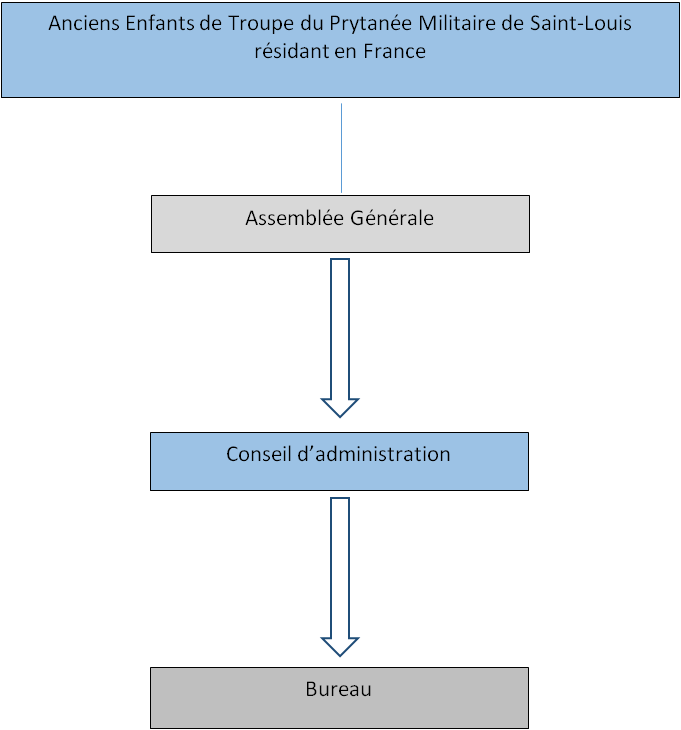 Anciens Enfants de Troupe du Prytanée Militaire de Saint-Louis
résidant en France
Assemblée Générale
Conseil d’administration
Bureau